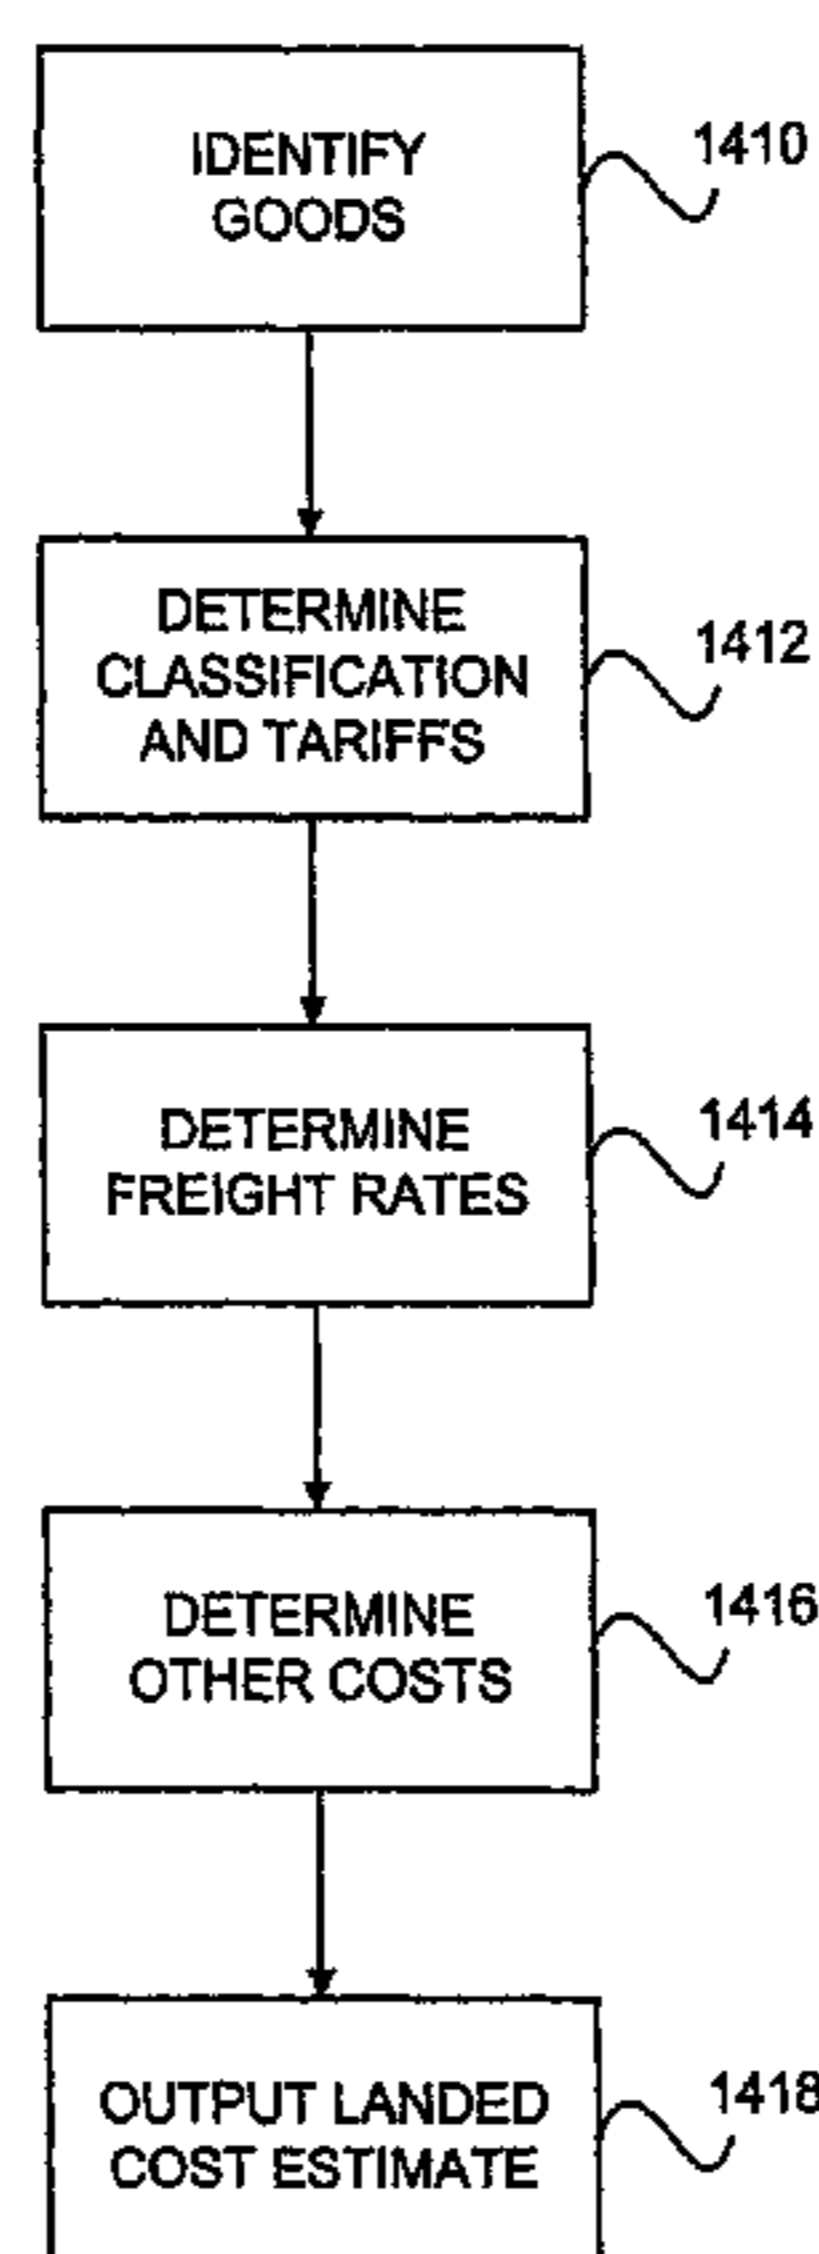 IDENTIFY
GOODS
1410
DETERMINE
CLASSIFICATION
AND TARIFFS
1412
DETERMINE
FREIGHT RATES
1414
DETERMINE
OTHER COSTS
1416
OUTPUT LANDED
COST ESTIMATE
1418